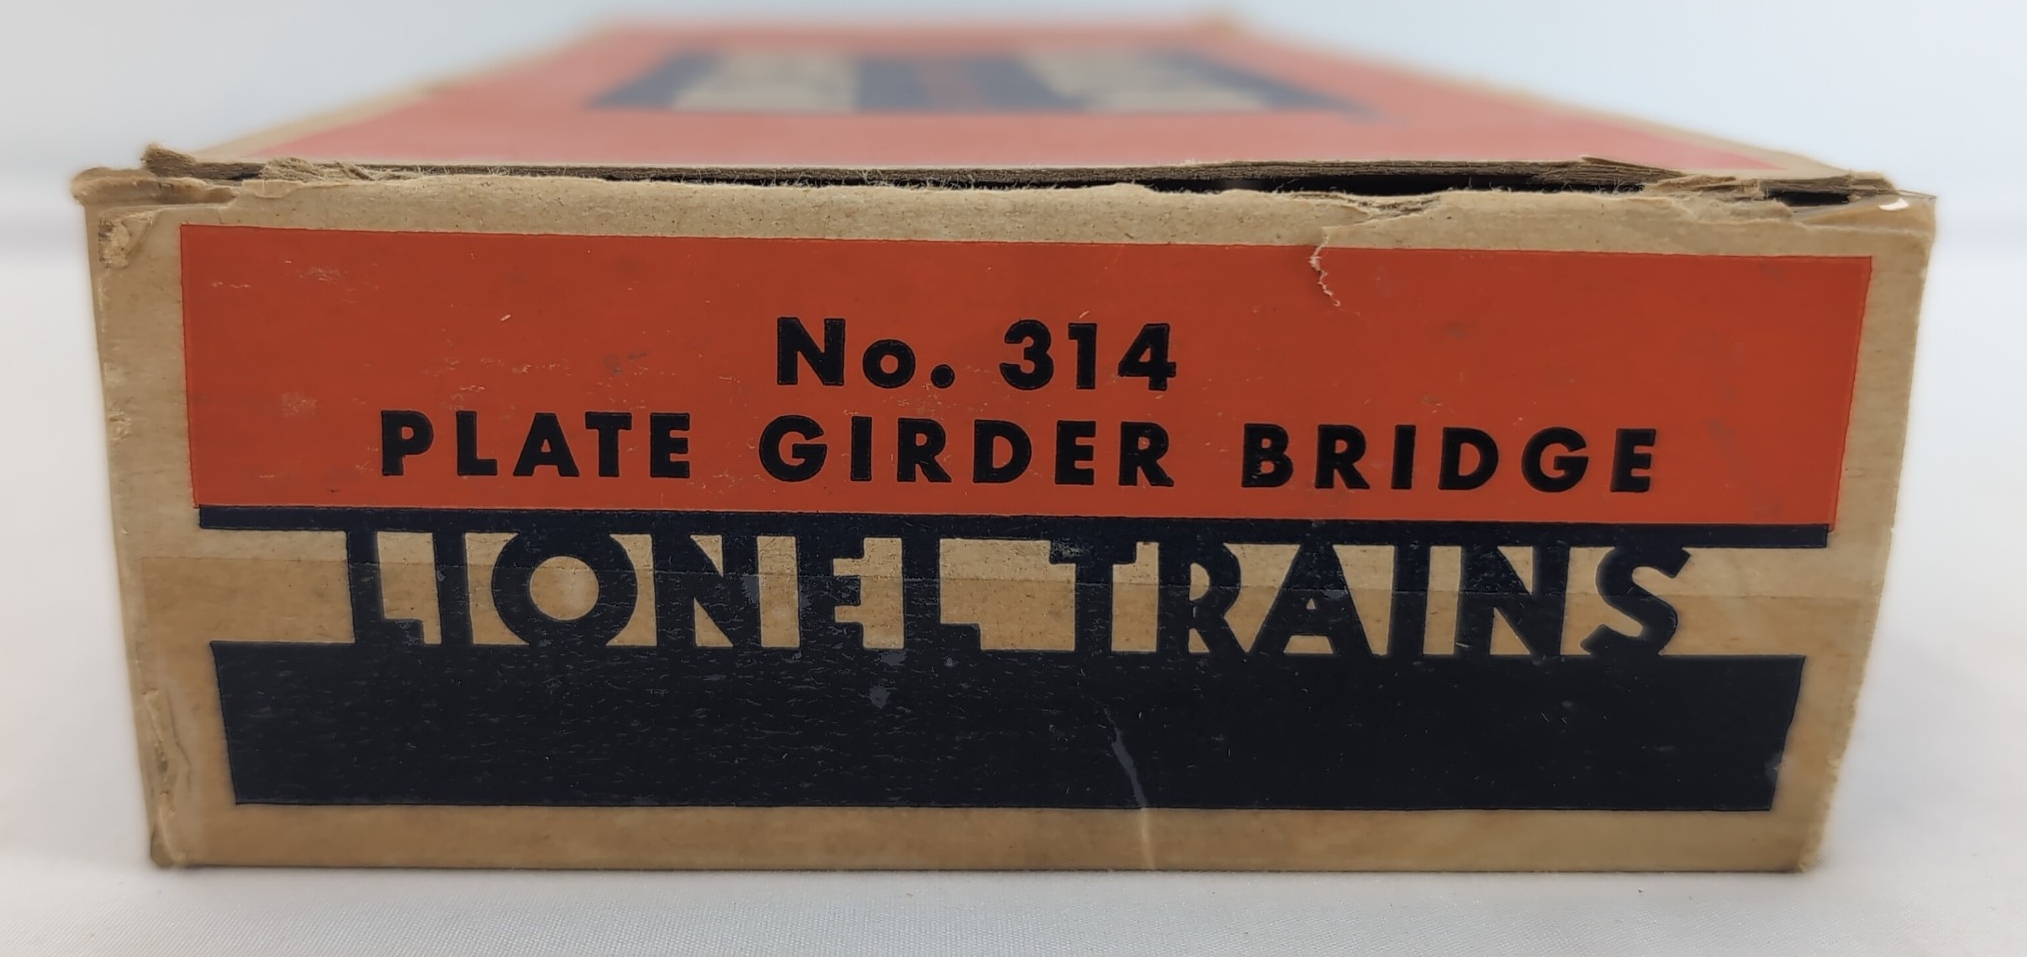 No. 314
PLATE GIRDER BRIDGE
LIONEL TRAINS